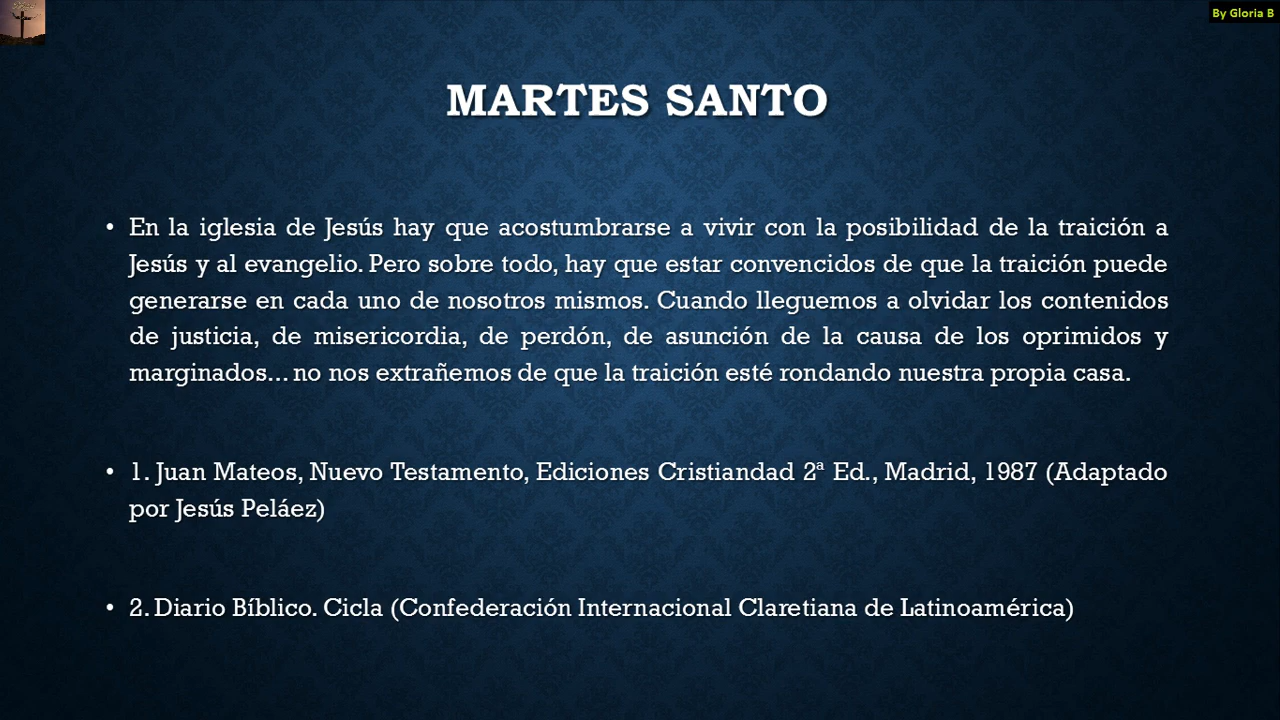 By Gloria B
MARTES SANTO
• En la iglesia de Jesús hay que acostumbrarse a vivir con la posibilidad de la traición a
Jesús y al evangelio. Pero sobre todo, hay que estar convencidos de que la traición puede
generarse en cada uno de nosotros mismos. Cuando lleguemos a olvidar los contenidos
de justicia, de misericordia, de perdón, de asunción de la causa de los oprimidos y
marginados... no nos extrañemos de que la traición esté rondando nuestra propia casa.
• 1. Juan Mateos, Nuevo Testamento, Ediciones Cristiandad 2ª Ed., Madrid, 1987 (Adaptado
por Jesús Peláez)
• 2. Diario Bíblico. Cicla (Confederación Internacional Claretiana de Latinoamérica)